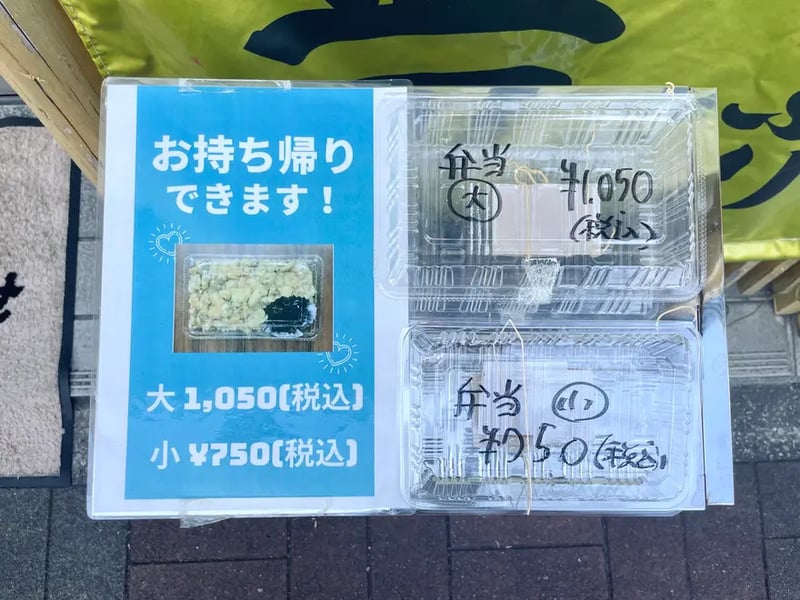 お持ち帰り
できます！
大 1,050(税込)
小 ¥750(税込)
弁当
大
¥1,050
(税込)
弁当 小
¥750(税込)